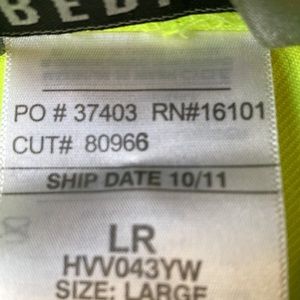 PO # 37403 RN#16101
CUT# 80966
SHIP DATE 10/11
LR
HVV043YW
SIZE: LARGE